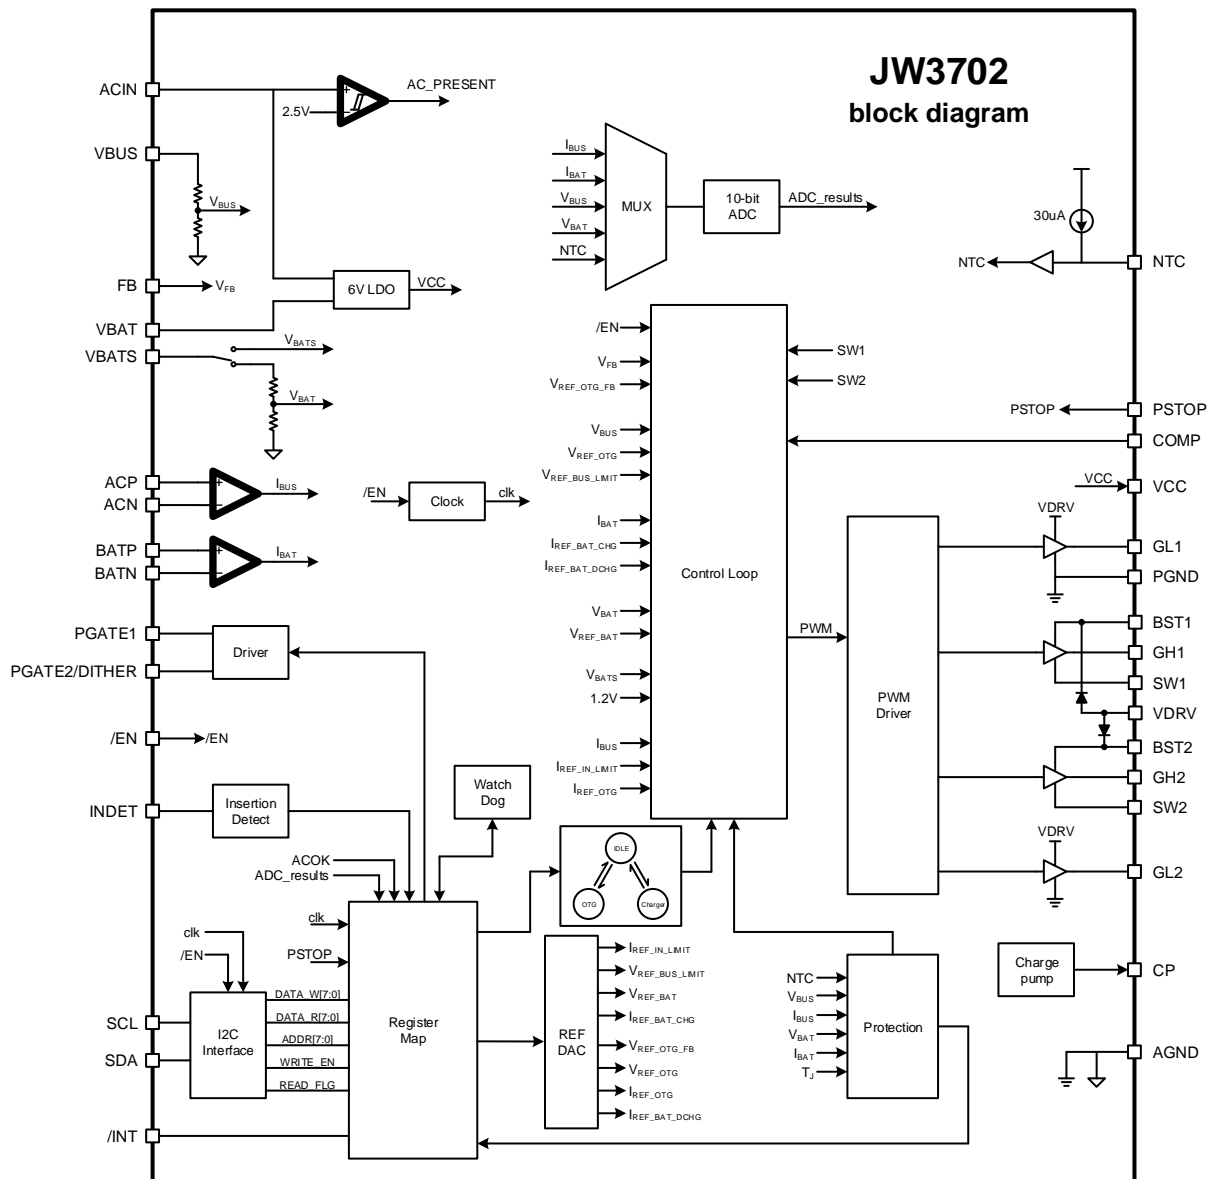 JW3702
block diagram
ACIN
2.5V
AC_PRESENT
VBUS
VBUS
FB
VFB
VBAT
6V LDO
VCC
VBATS
VBATS
VBAT
ACP
ACN
IBUS
BATP
BATN
IBAT
/EN
Clock
clk
PGATE1
PGATE2/DITHER
Driver
/EN
/EN
INDET
Insertion
Detect
ACOK
ADC_results
Watch
Dog
IBUS
IBAT
VBUS
VBAT
NTC
MUX
10-bit
ADC
ADC_results
30uA
NTC
NTC
/EN
VFB
VREF_OTG_FB
VBUS
VREF_OTG
VREF_BUS_LIMIT
IBAT
IREF_BAT_CHG
IREF_BAT_DCHG
VBAT
VREF_BAT
VBATS
1.2V
IBUS
IREF_IN_LIMIT
IREF_OTG
Control Loop
SW1
SW2
PWM
PWM
Driver
PSTOP
PSTOP
COMP
VCC
VCC
VDRV
GL1
PGND
BST1
GH1
SW1
VDRV
BST2
GH2
SW2
VDRV
GL2
Charge
pump
CP
AGND
IDLE
OTG
Charger
clk
PSTOP
clk
/EN
SCL
SDA
I2C
Interface
DATA_W[7:0]
DATA_R[7:0]
ADDR[7:0]
WRITE_EN
READ_FLG
/INT
Register
Map
REF
DAC
IREF_IN_LIMIT
VREF_BUS_LIMIT
VREF_BAT
IREF_BAT_CHG
VREF_OTG_FB
VREF_OTG
IREF_OTG
IREF_BAT_DCHG
NTC
VBUS
IBUS
VBAT
IBAT
TJ
Protection